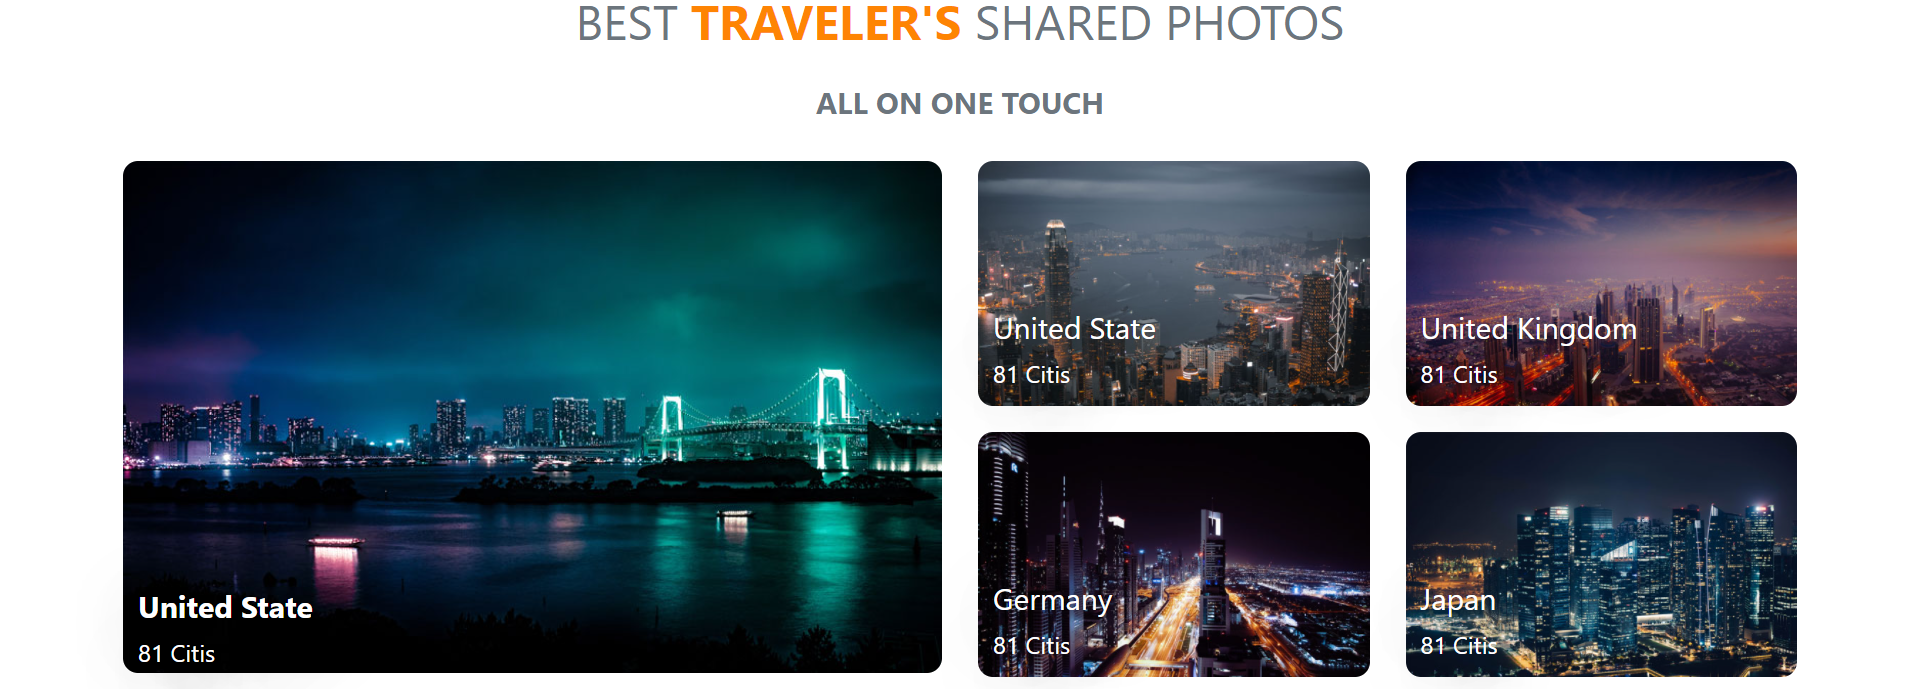 BEST TRAVELER'S SHARED PHOTOS
ALL ON ONE TOUCH
United State
81 Citis
United State
81 Citis
United Kingdom
81 Citis
Germany
81 Citis
Japan
81 Citis